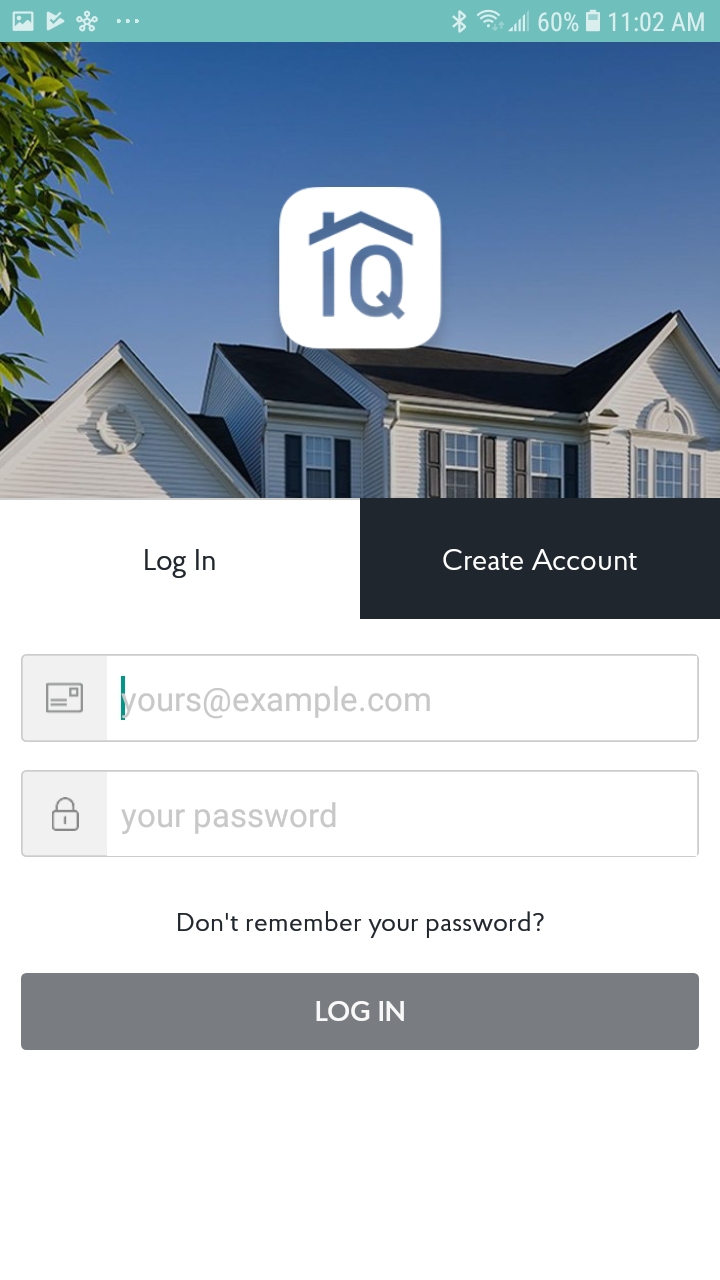 60% 11:02 AM
IQ
Log In
Create Account
yours@example.com
your password
Don't remember your password?
LOG IN